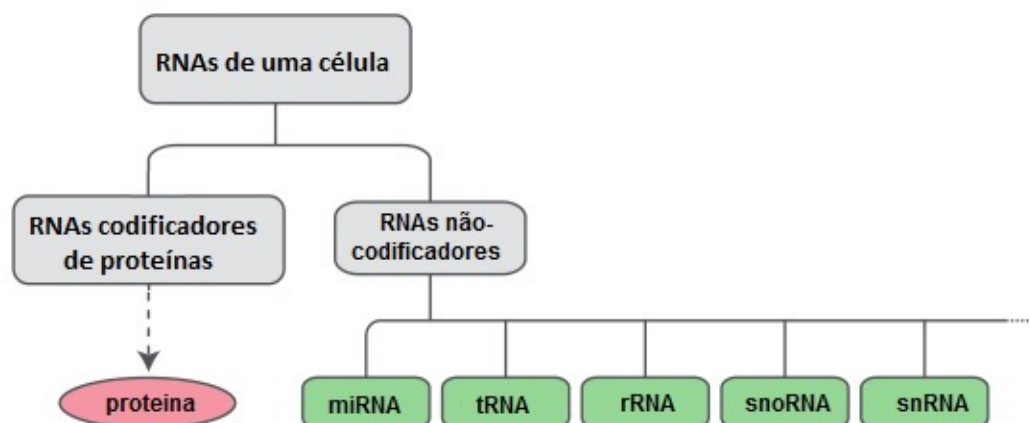 RNAs de uma célula
RNAs codificadores
de proteínas
RNAs não-
codificadores
proteina
miRNA
tRNA
rRNA
snoRNA
snRNA